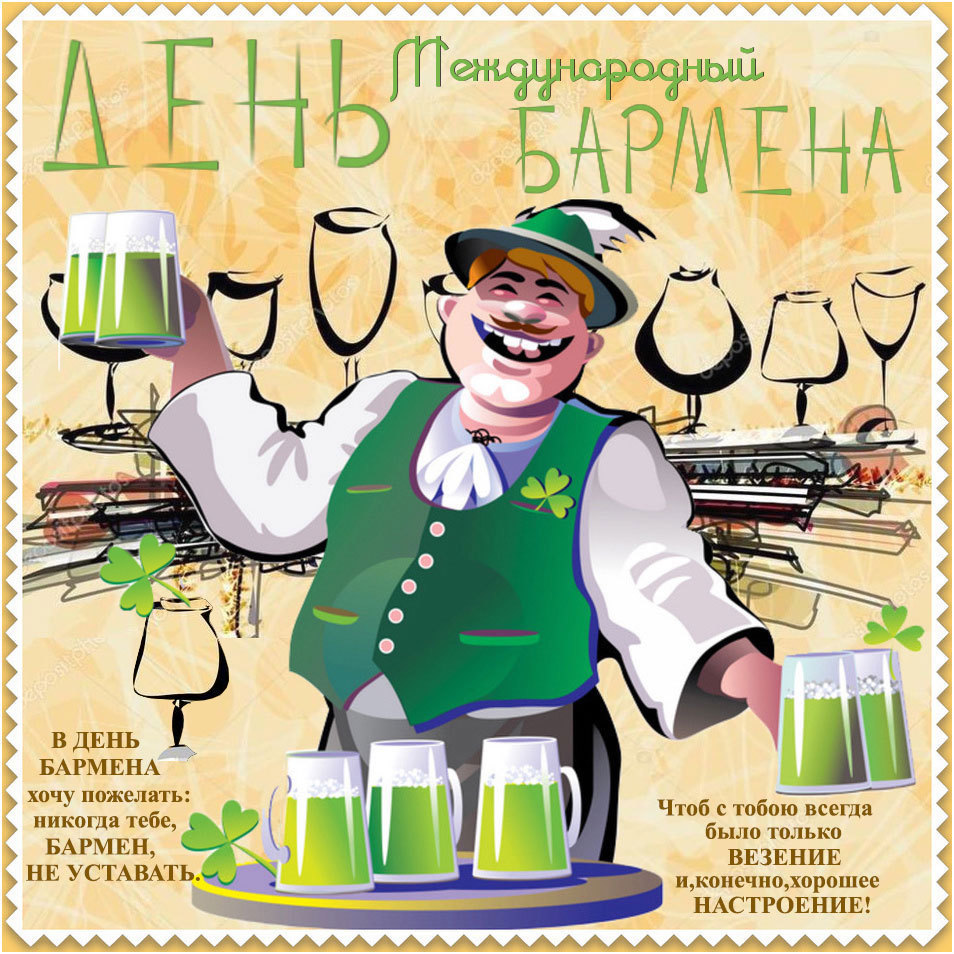 ДЕНЬ
Международный
БАРМЕНА
В ДЕНЬ
БАРМЕНА
хочу пожелать:
никогда тебе,
БАРМЕН,
НЕ УСТАВАТЬ.
Чтоб с тобою всегда
было только
ВЕЗЕНИЕ
и,конечно,хорошее
НАСТРОЕНИЕ!